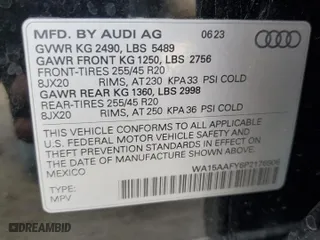 MFD. BY AUDI AG 06.23
GVWR KG 2490, LBS 5489
GAWR FRONT KG 1250, LBS 2756
FRONT-TIRES 255/45 R20
8JX20 RIMS, AT 230 KPA 33 PSI COLD
GAWR REAR KG 1360, LBS 2998
REAR-TIRES 255/45 R20
8JX20 RIMS, AT 250 KPA 36 PSI COLD
THIS VEHICLE CONFORMS TO ALL APPLICABLE
U.S. FEDERAL MOTOR VEHICLE SAFETY AND
THEFT PREVENTION STANDARDS IN EFFECT ON
THE DATE OF MANUFACTURE SHOWN ABOVE.
MEXICO
TYPE: MPV